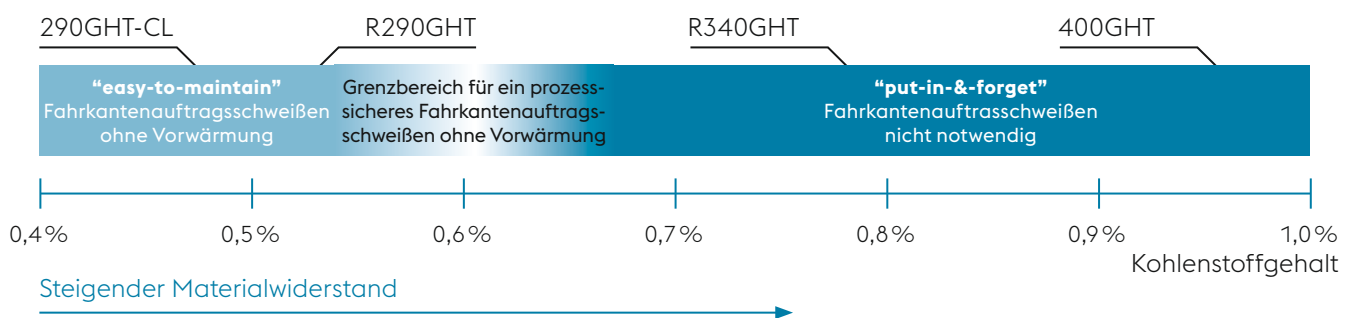 290GHT-CL
R290GHT
R340GHT
400GHT
“easy-to-maintain”
Fahrkantenauftragsschweißen
ohne Vorwärmung
Grenzbereich für ein prozess-
sicheres Fahrkantenauftrags-
schweißen ohne Vorwärmung
“put-in-&-forget”
Fahrkantenauftrasschweißen
nicht notwendig
0,4%
0,5%
0,6%
0,7%
0,8%
0,9%
1,0%
Kohlenstoffgehalt
Steigender Materialwiderstand